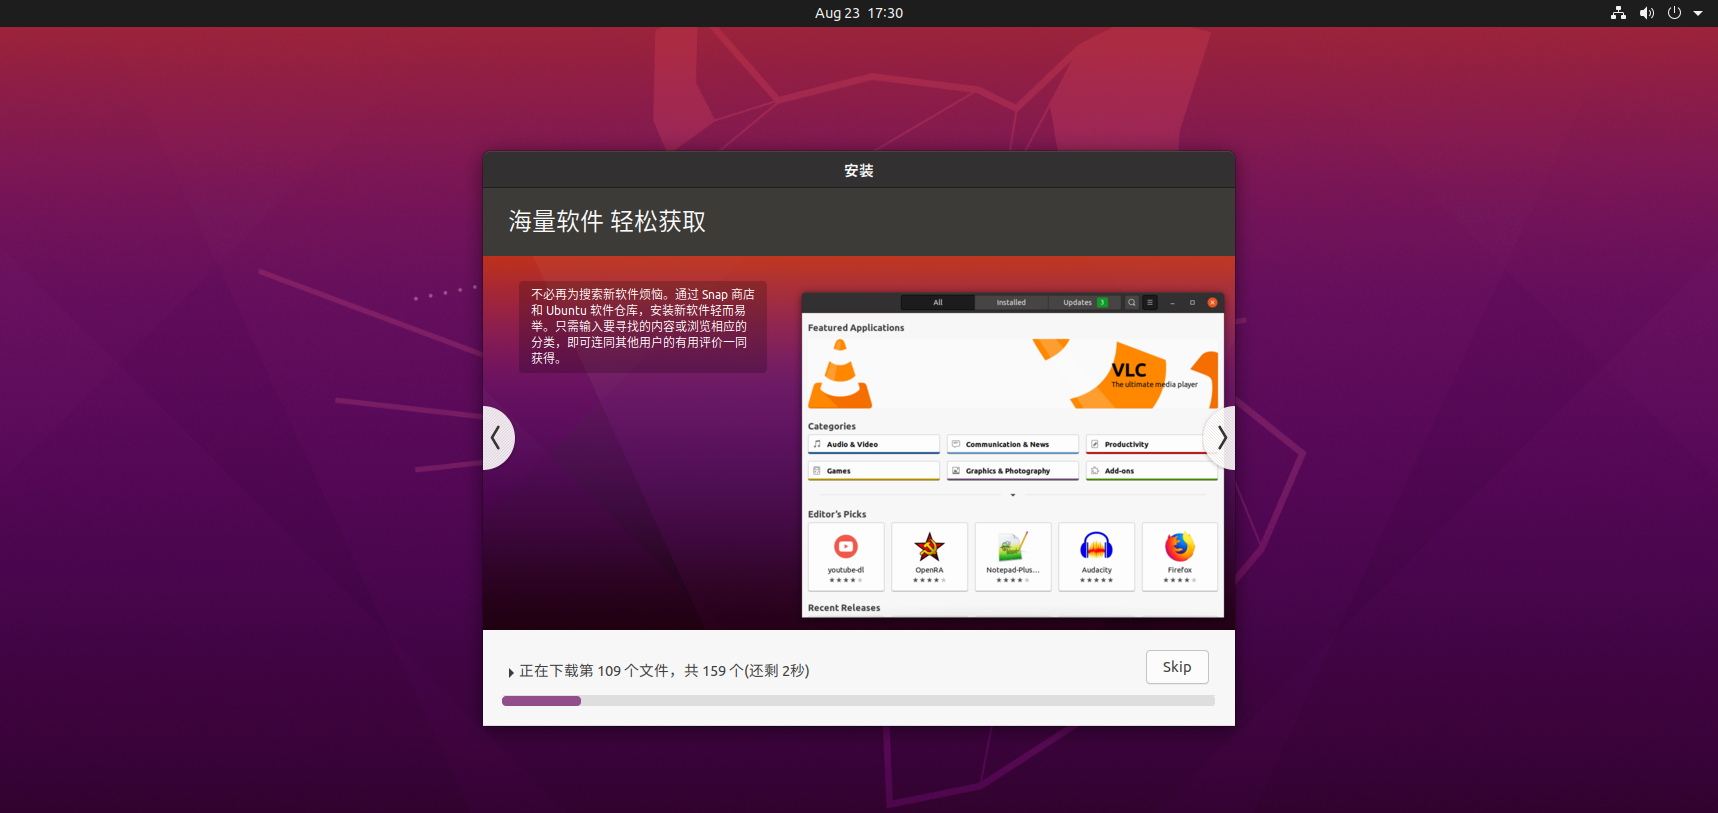 Aug 23 17:30
安装
海量软件 轻松获取
不必再为搜索新软件烦恼。通过 Snap 商店
和 Ubuntu 软件仓库，安装新软件轻而易
举。只需输入要寻找的内容或浏览相应的
分类，即可连同其他用户的有用评价一同
获得。
All Installed Updates 3
Featured Applications
VLC
The ultimate media player
Categories
Audio & Video Communication & News Productivity
Games Graphics & Photography Add-ons
Editor's Picks
youtube-dl OpenRA Notepad-Plus... Audacity Firefox
Recent Releases
正在下载第 109 个文件，共 159 个(还剩 2秒)
Skip